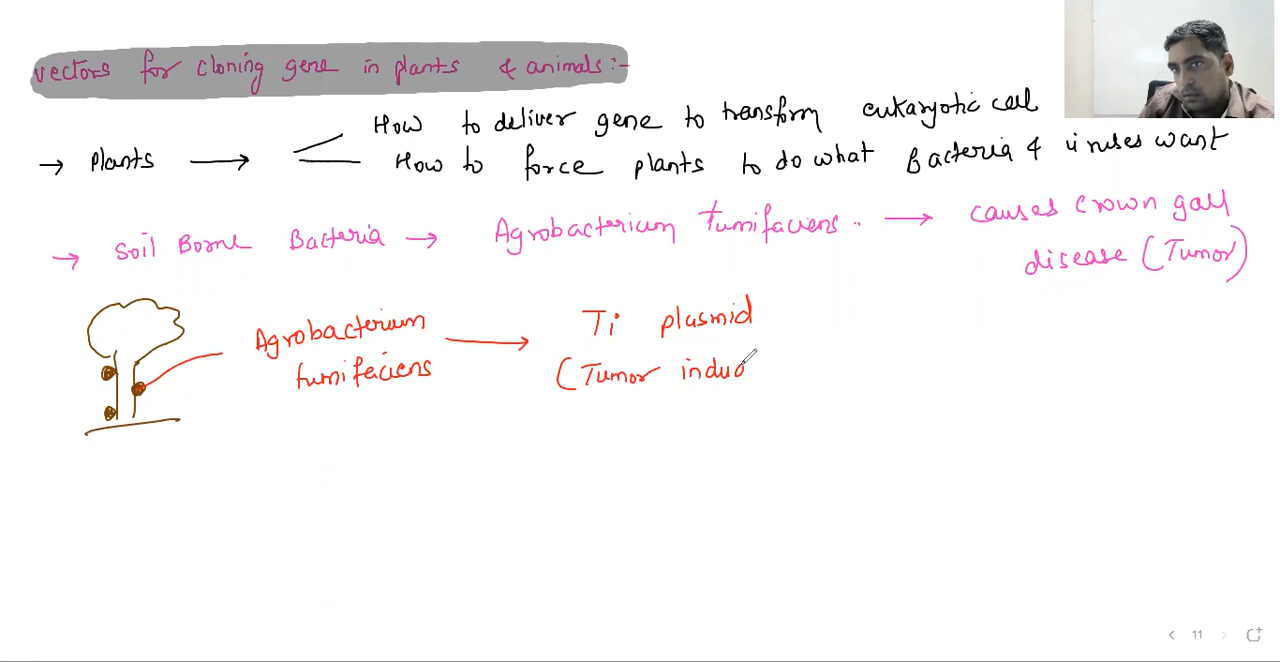 vectors for cloning gene in plants & animals:-
How to deliver gene to transform eukaryotic cell
→ Plants → How to force plants to do what Bacteria & viruses want
→ Soil Borne Bacteria → Agrobacterium tumifaciens.. → causes crown gall
disease (Tumor)
Agrobacterium → Ti plasmid
tumifaciens (Tumor induc
< 11 >